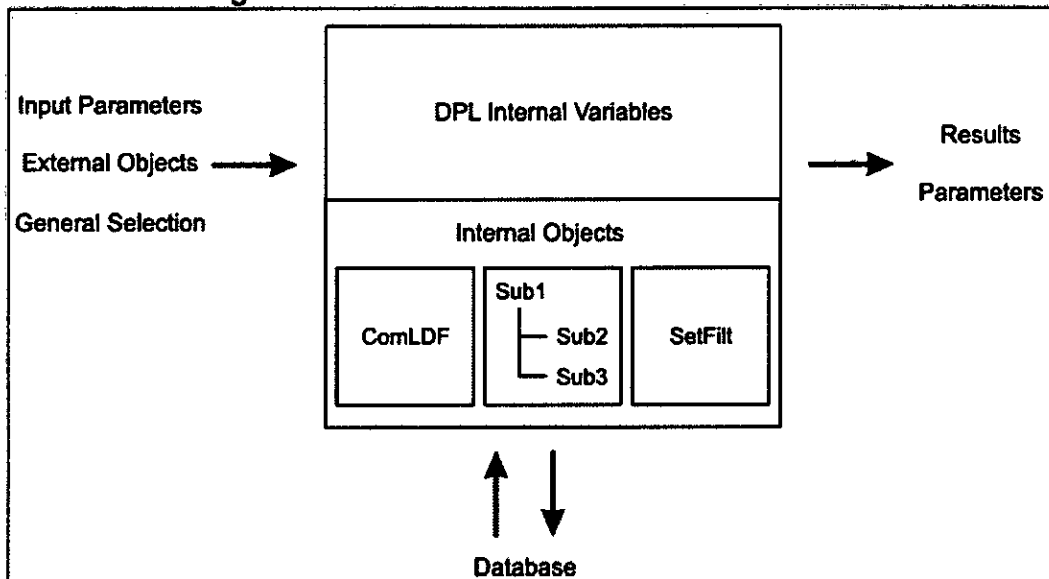 Input Parameters
External Objects
General Selection
DPL Internal Variables
Internal Objects
ComLDF
Sub1
Sub2
Sub3
SetFilt
Results
Parameters
Database